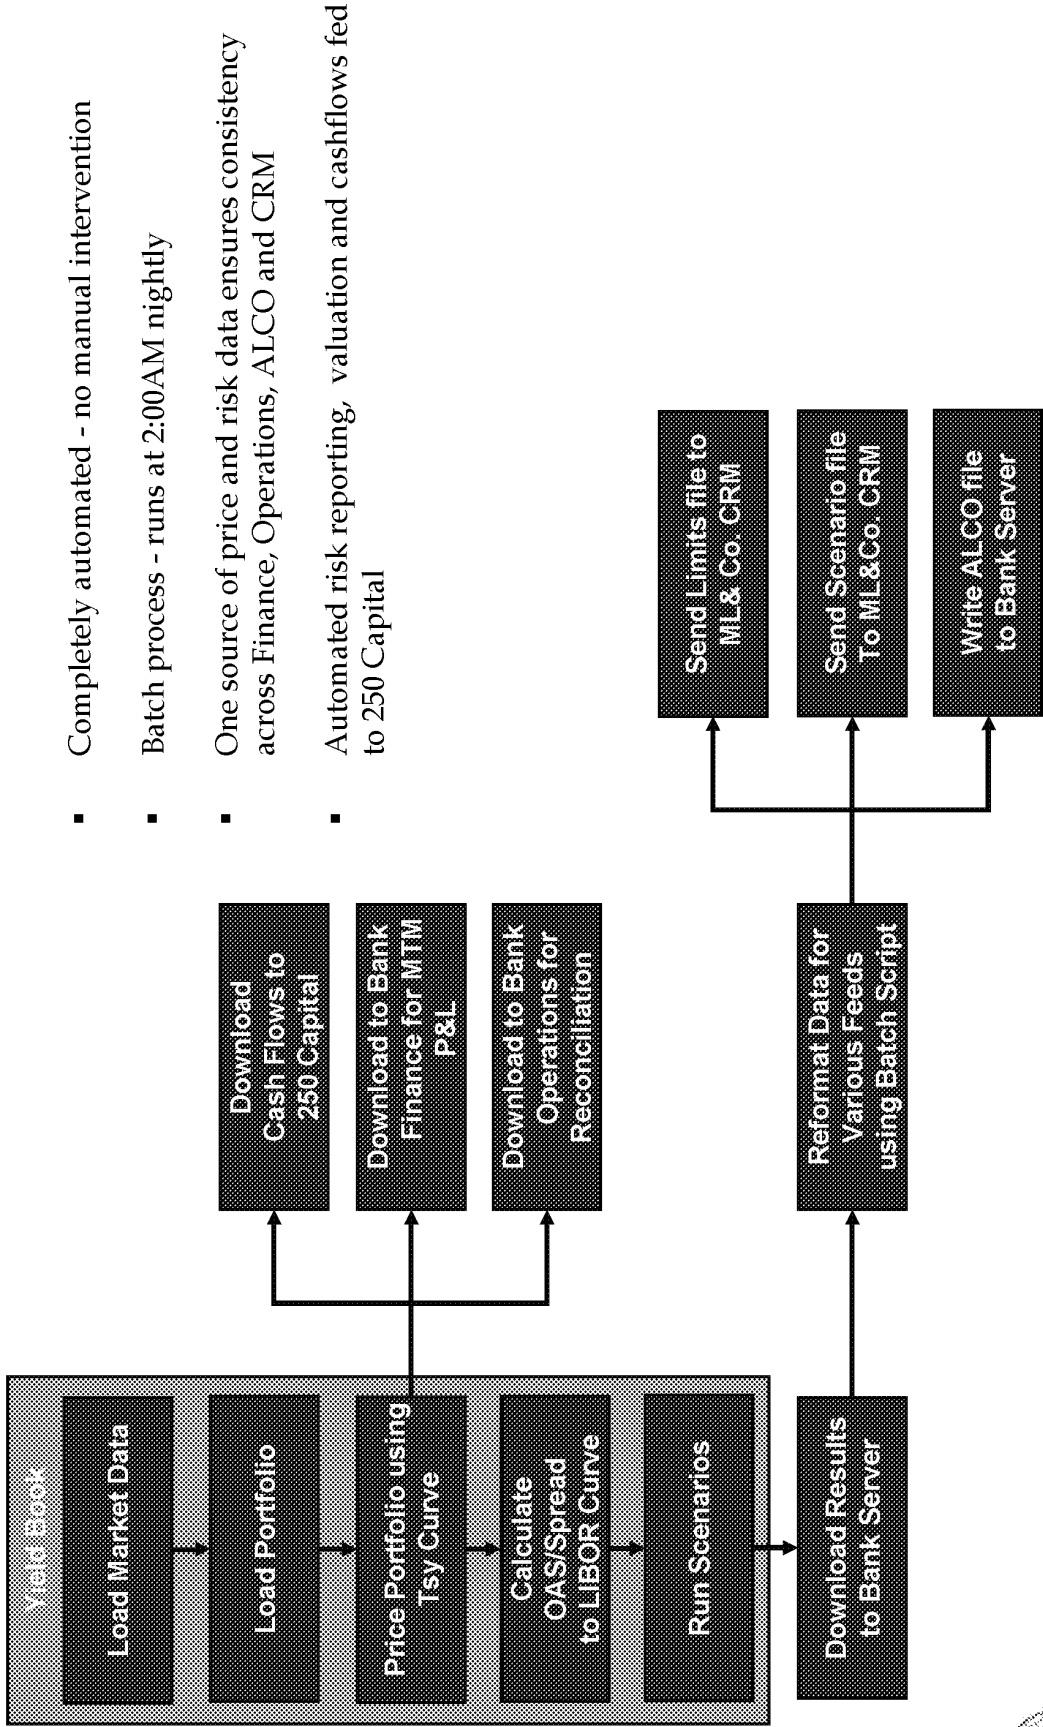 Yield Book
Load Market Data
Load Portfolio
Price Portfolio using
Tsy Curve
Calculate
OAS/Spread
to LIBOR Curve
Run Scenarios
Download Results
to Bank Server
Download
Cash Flows to
250 Capital
Download to Bank
Finance for MTM
P&L
Download to Bank
Operations for
Reconciliation
Reformat Data for
Various Feeds
using Batch Script
Send Limits file to
ML& Co. CRM
Send Scenario file
To ML&Co. CRM
Write ALCO file
to Bank Server
▪ Completely automated - no manual intervention
▪ Batch process - runs at 2:00AM nightly
▪ One source of price and risk data ensures consistency
across Finance, Operations, ALCO and CRM
▪ Automated risk reporting, valuation and cashflows fed
to 250 Capital